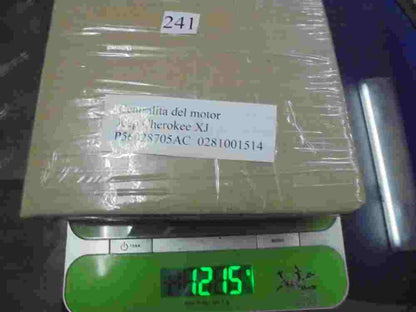 241
Centralita del motor
Jeep Cherokee XJ
P56028705AC 0281001514
1215